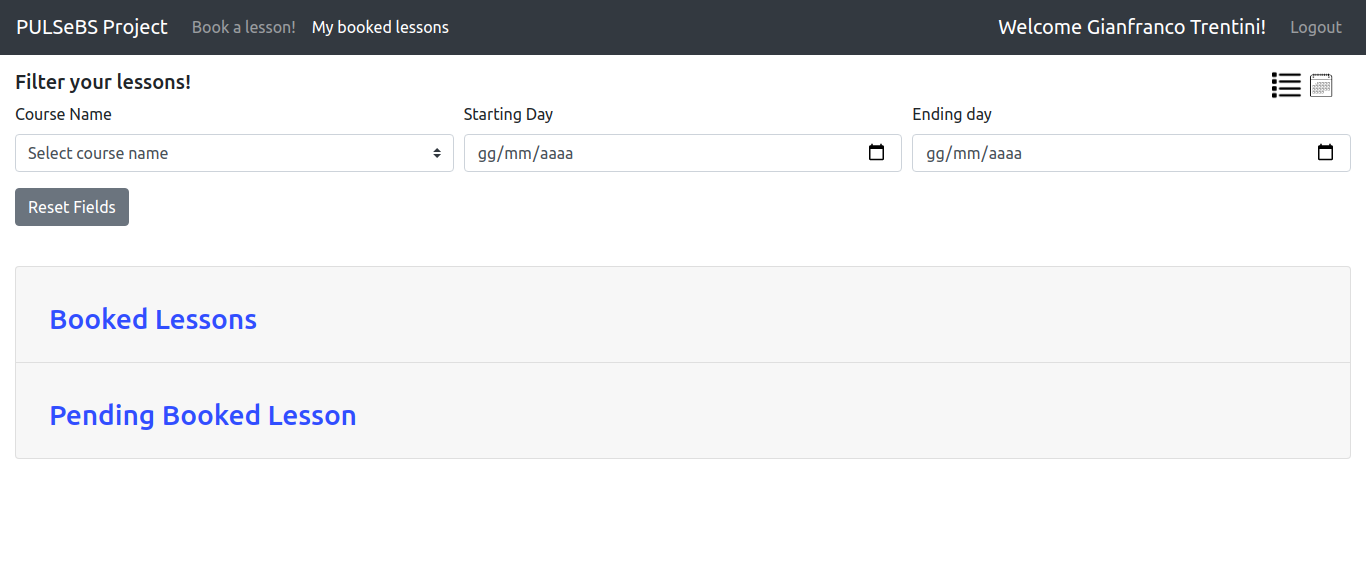 PULSeBS Project Book a lesson! My booked lessons Welcome Gianfranco Trentini! Logout
Filter your lessons!
Course Name Starting Day Ending day
Select course name gg/mm/aaaa gg/mm/aaaa
Reset Fields
Booked Lessons
Pending Booked Lesson